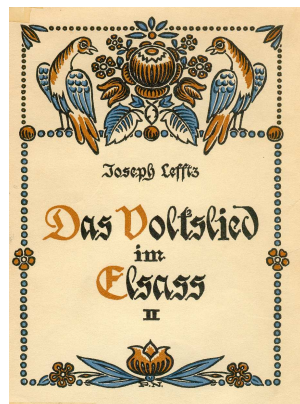 Joseph Lefftz
Das Volkslied
im
Elsass
II
P.N.